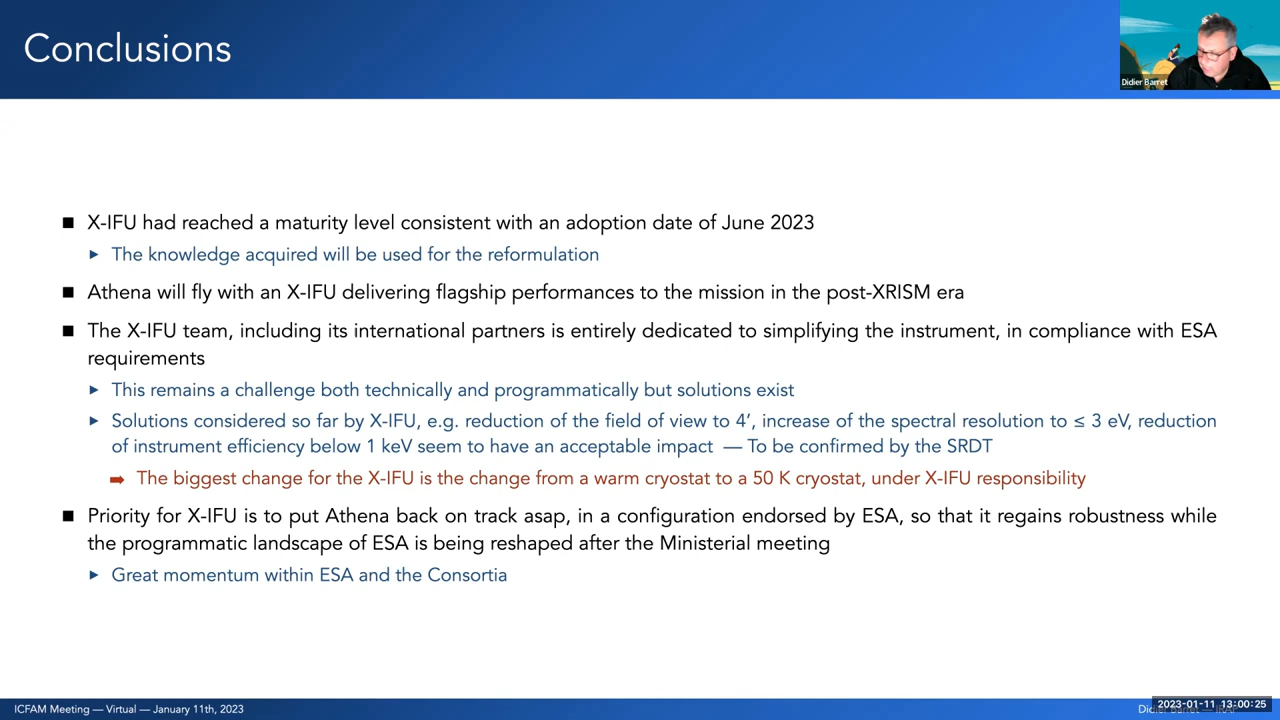 Conclusions
Didier Barret
■ X-IFU had reached a maturity level consistent with an adoption date of June 2023
▸ The knowledge acquired will be used for the reformulation
■ Athena will fly with an X-IFU delivering flagship performances to the mission in the post-XRISM era
■ The X-IFU team, including its international partners is entirely dedicated to simplifying the instrument, in compliance with ESA
requirements
▸ This remains a challenge both technically and programmatically but solutions exist
▸ Solutions considered so far by X-IFU, e.g. reduction of the field of view to 4’, increase of the spectral resolution to ≤ 3 eV, reduction
of instrument efficiency below 1 keV seem to have an acceptable impact — To be confirmed by the SRDT
➡ The biggest change for the X-IFU is the change from a warm cryostat to a 50 K cryostat, under X-IFU responsibility
■ Priority for X-IFU is to put Athena back on track asap, in a configuration endorsed by ESA, so that it regains robustness while
the programmatic landscape of ESA is being reshaped after the Ministerial meeting
▸ Great momentum within ESA and the Consortia
ICFAM Meeting — Virtual — January 11th, 2023
2023-01-11 13:00:25